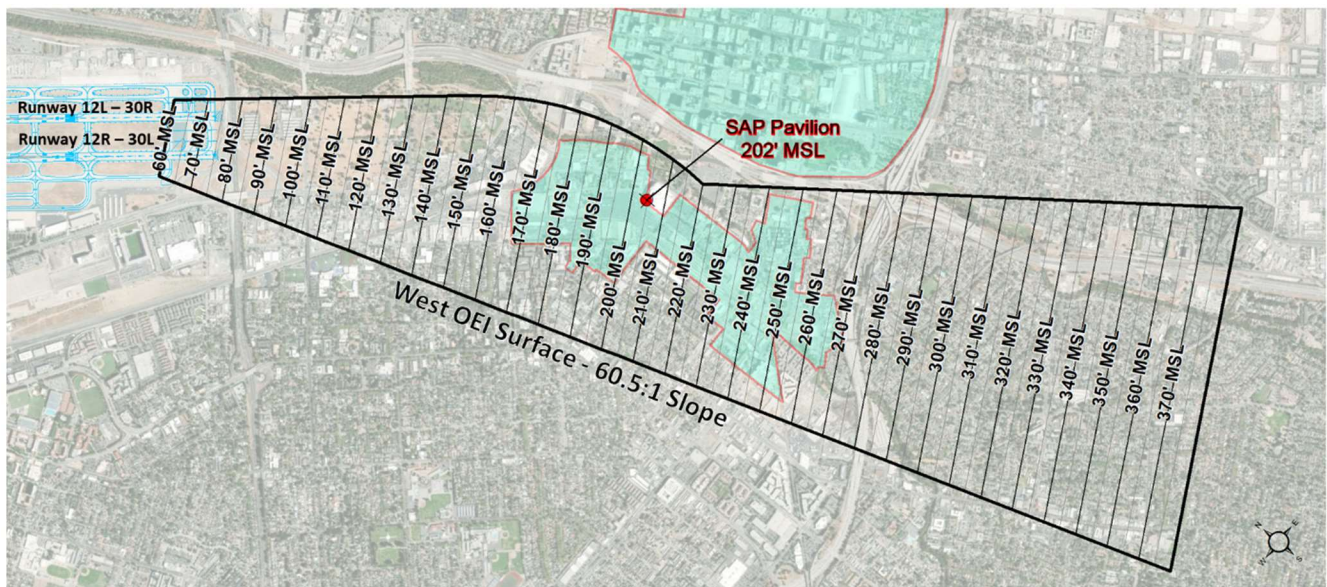 Runway 12L – 30R
Runway 12R – 30L
60' MSL
70' MSL
80' MSL
90' MSL
100' MSL
110' MSL
120' MSL
130' MSL
140' MSL
150' MSL
160' MSL
170' MSL
180' MSL
190' MSL
200' MSL
210' MSL
220' MSL
230' MSL
240' MSL
250' MSL
260' MSL
270' MSL
280' MSL
290' MSL
300' MSL
310' MSL
320' MSL
330' MSL
340' MSL
350' MSL
360' MSL
370' MSL
SAP Pavilion
202' MSL
West OEI Surface - 60.5:1 Slope
N
E
W
S